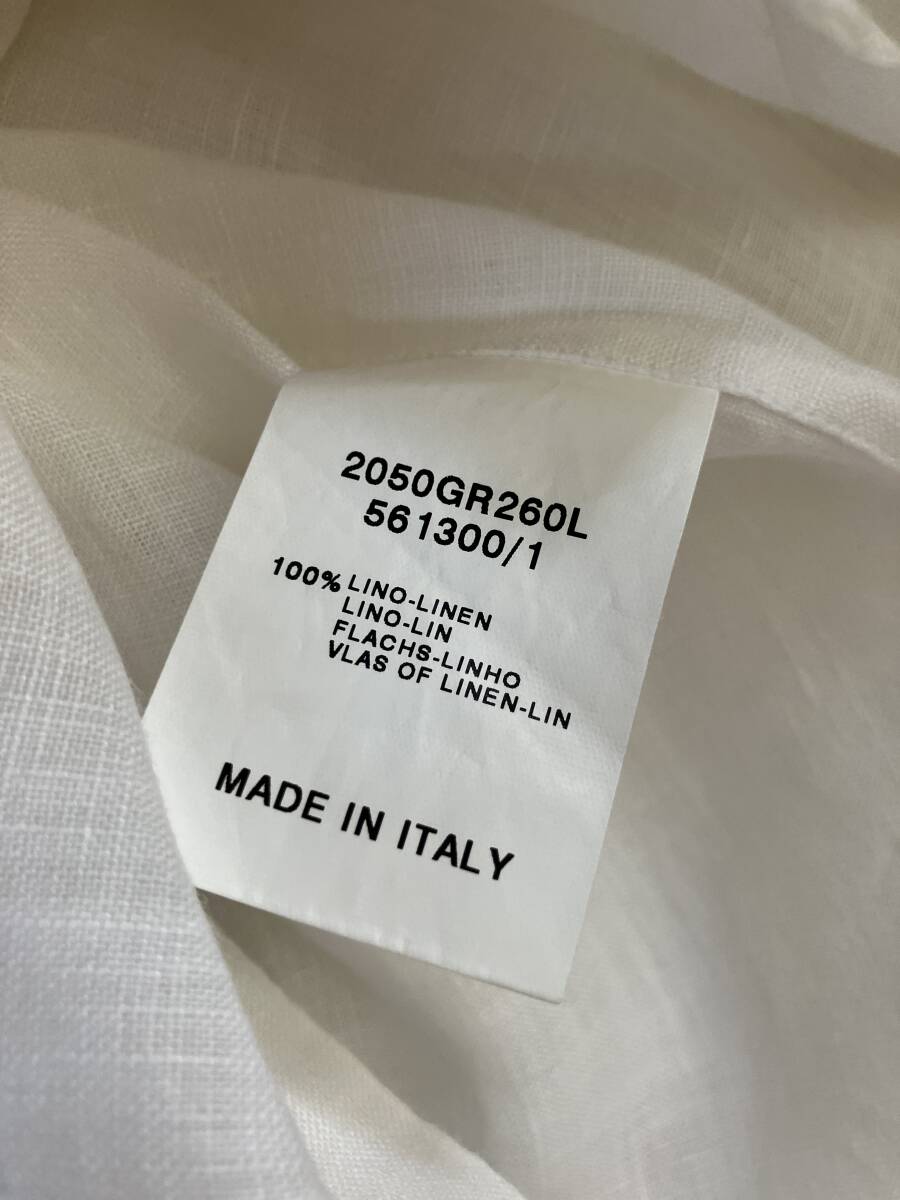 2050GR260L
561300/1
100% LINO-LINEN
LINO-LIN
FLACHS-LINHO
VLAS OF LINEN-LIN
MADE IN ITALY